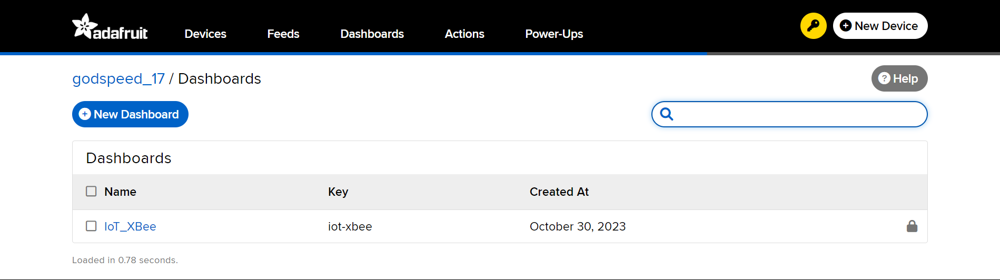 adafruit Devices Feeds Dashboards Actions Power-Ups New Device
godspeed_17 / Dashboards
Help
New Dashboard
Dashboards
Name Key Created At
IoT_XBee iot-xbee October 30, 2023
Loaded in 0.78 seconds.